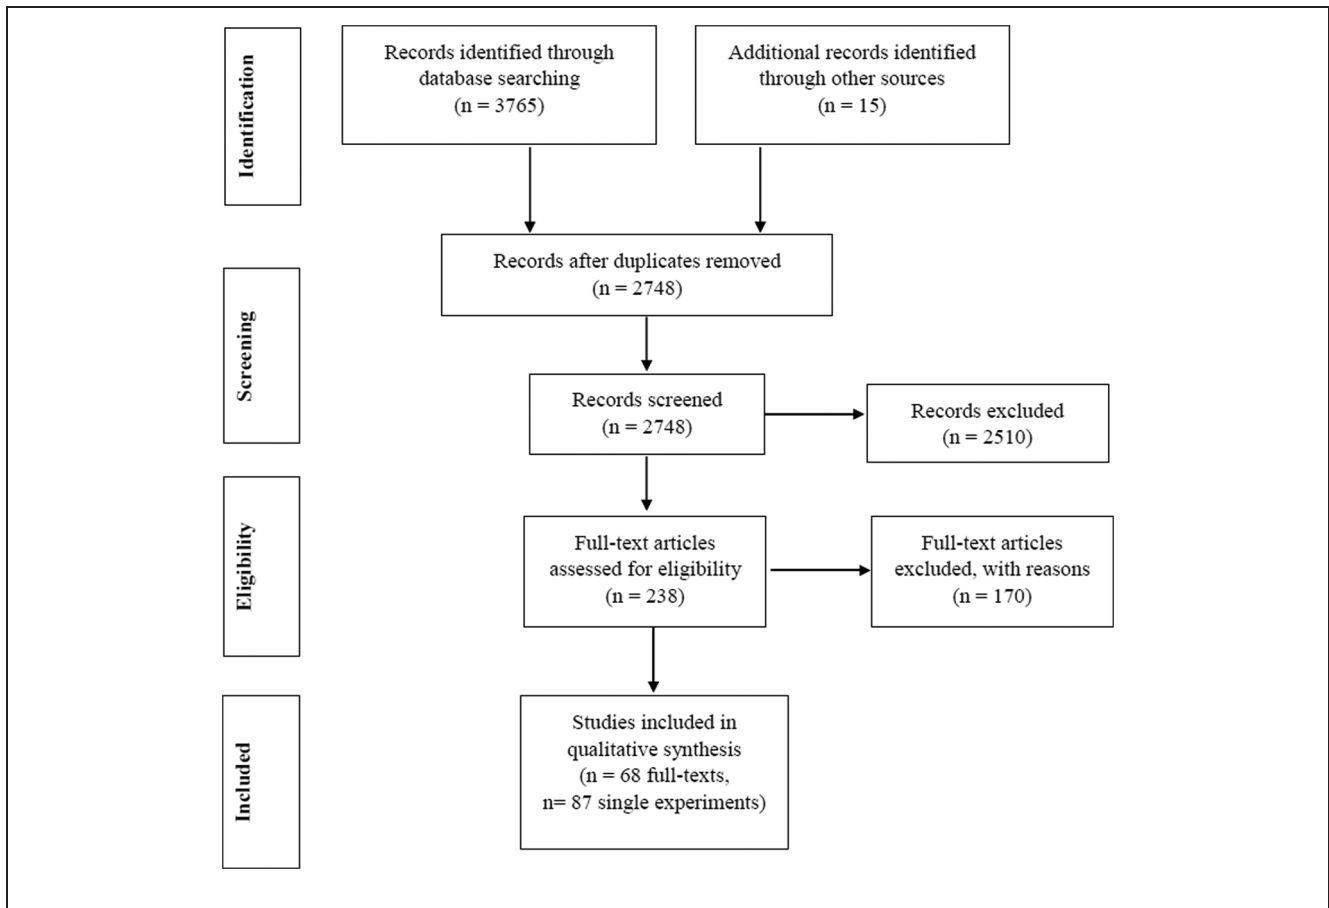 Identification
Records identified through
database searching
(n = 3765)
Additional records identified
through other sources
(n = 15)
Records after duplicates removed
(n = 2748)
Screening
Records screened
(n = 2748)
Records excluded
(n = 2510)
Eligibility
Full-text articles
assessed for eligibility
(n = 238)
Full-text articles
excluded, with reasons
(n = 170)
Included
Studies included in
qualitative synthesis
(n = 68 full-texts,
n= 87 single experiments)